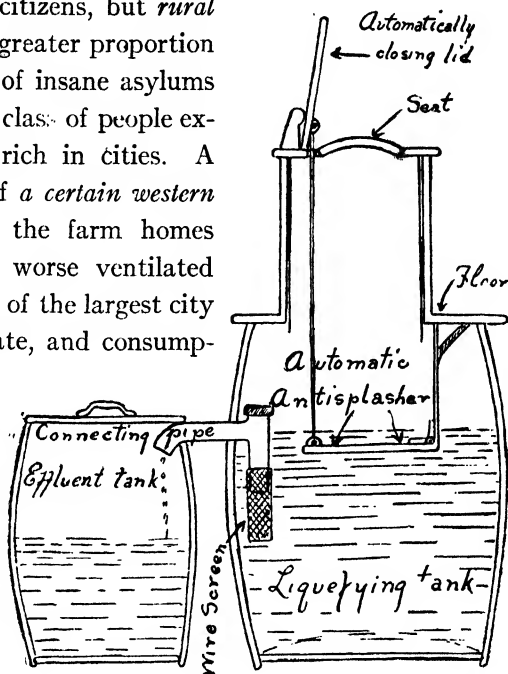 citizens, but rural
greater proportion
of insane asylums
class of people ex-
rich in cities. A
f a certain western
the farm homes
worse ventilated
of the largest city
ate, and consump-
Automatically
closing lid
Seat
Floor
Automatic
Antisplasher
Connecting pipe
Effluent tank
Wire Screen
Liquefying tank